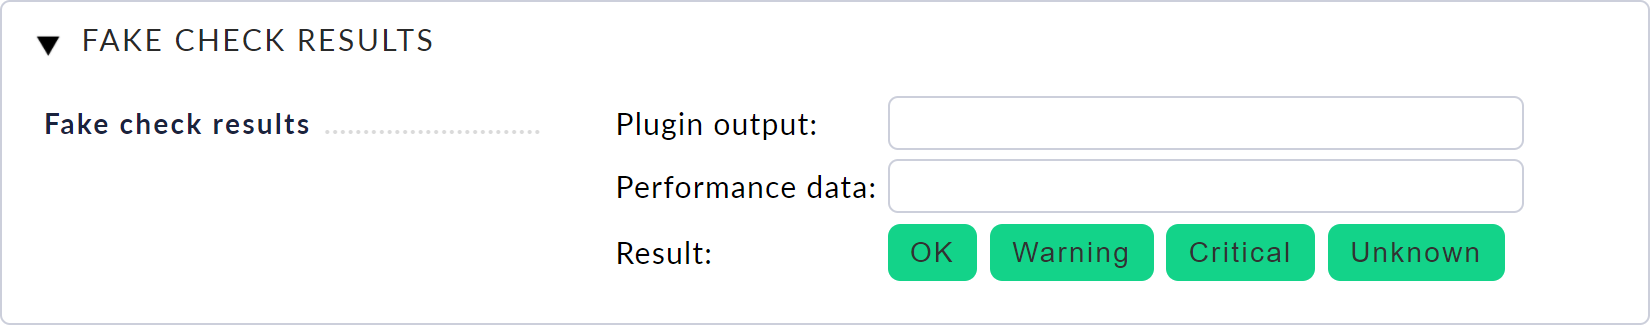 FAKE CHECK RESULTS
Fake check results
Plugin output:
Performance data:
Result: OK Warning Critical Unknown